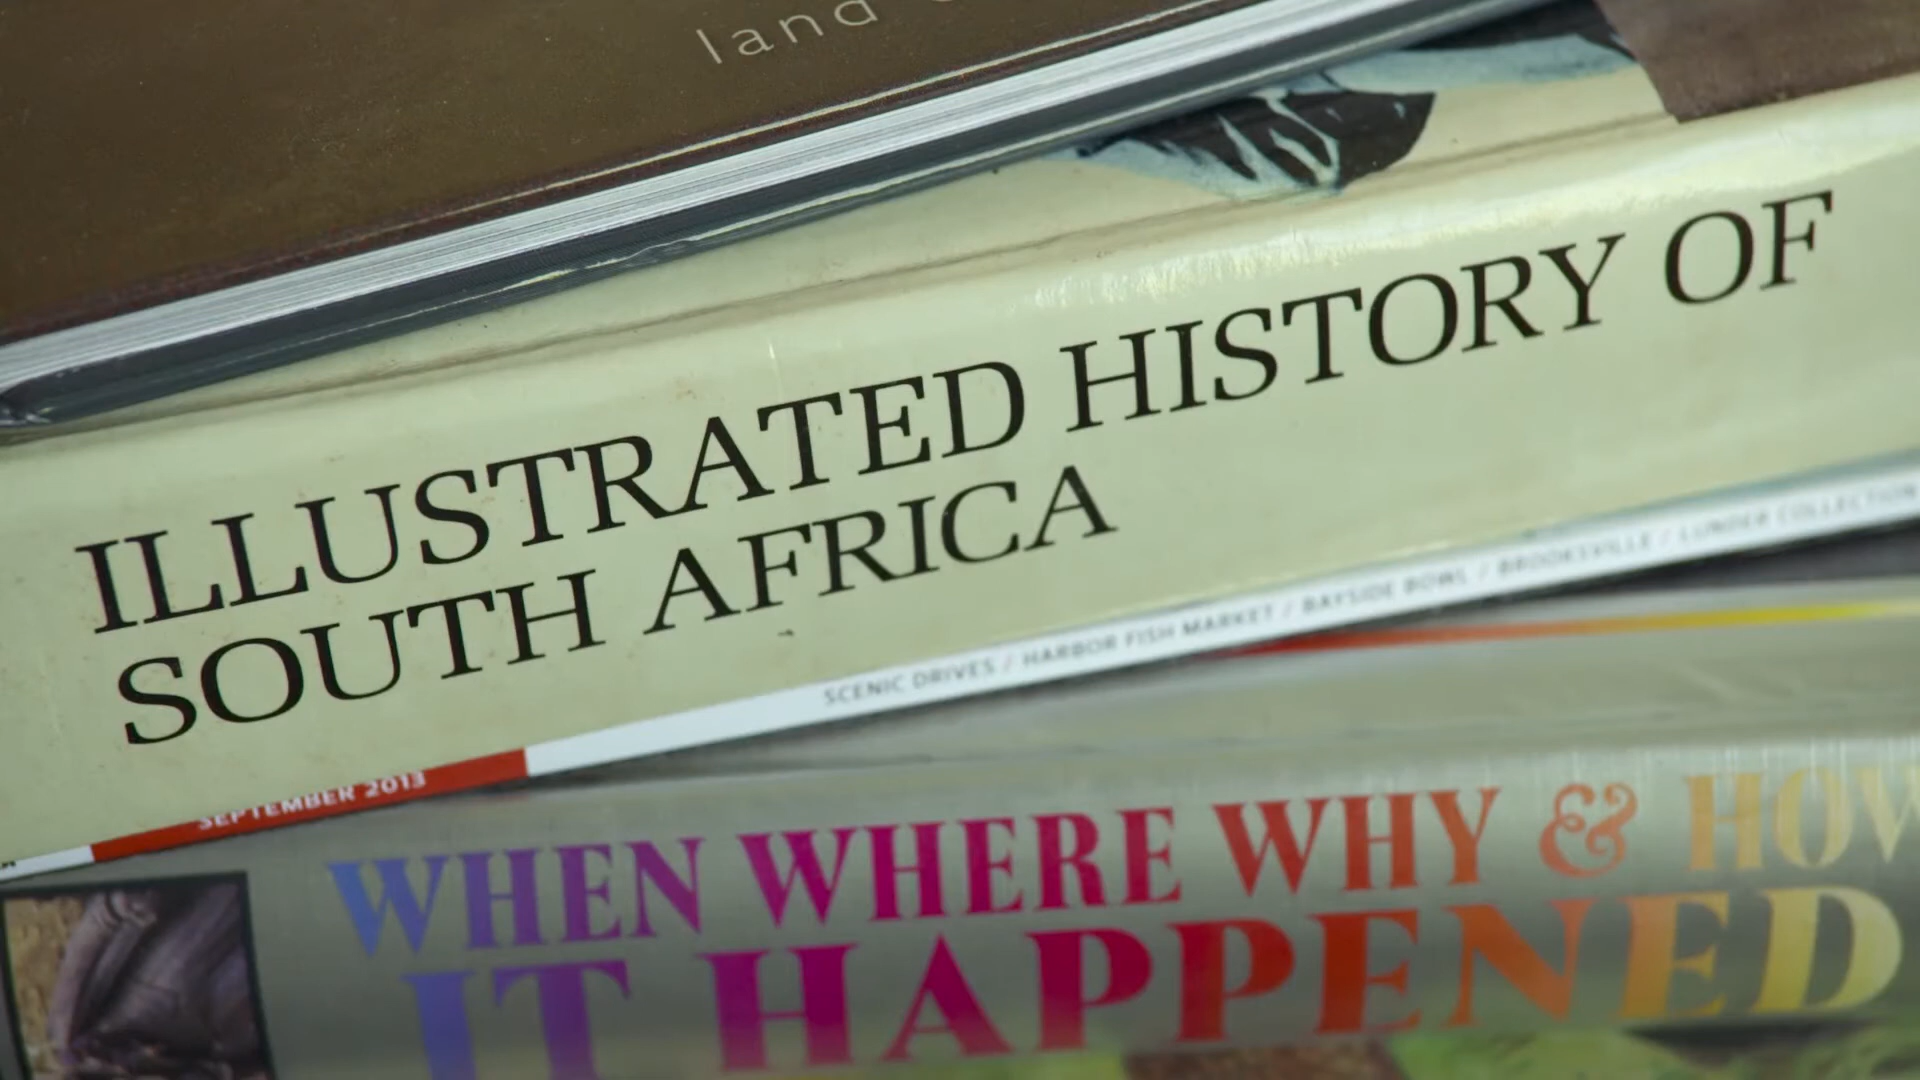 land
ILLUSTRATED HISTORY OF
SOUTH AFRICA
SCENIC DRIVES / HARBOR FISH MARKET / BAYSIDE BOWL / BROOKSVILLE / LUNDER COLLECTION
SEPTEMBER 2013
WHEN WHERE WHY & HOW
IT HAPPENED